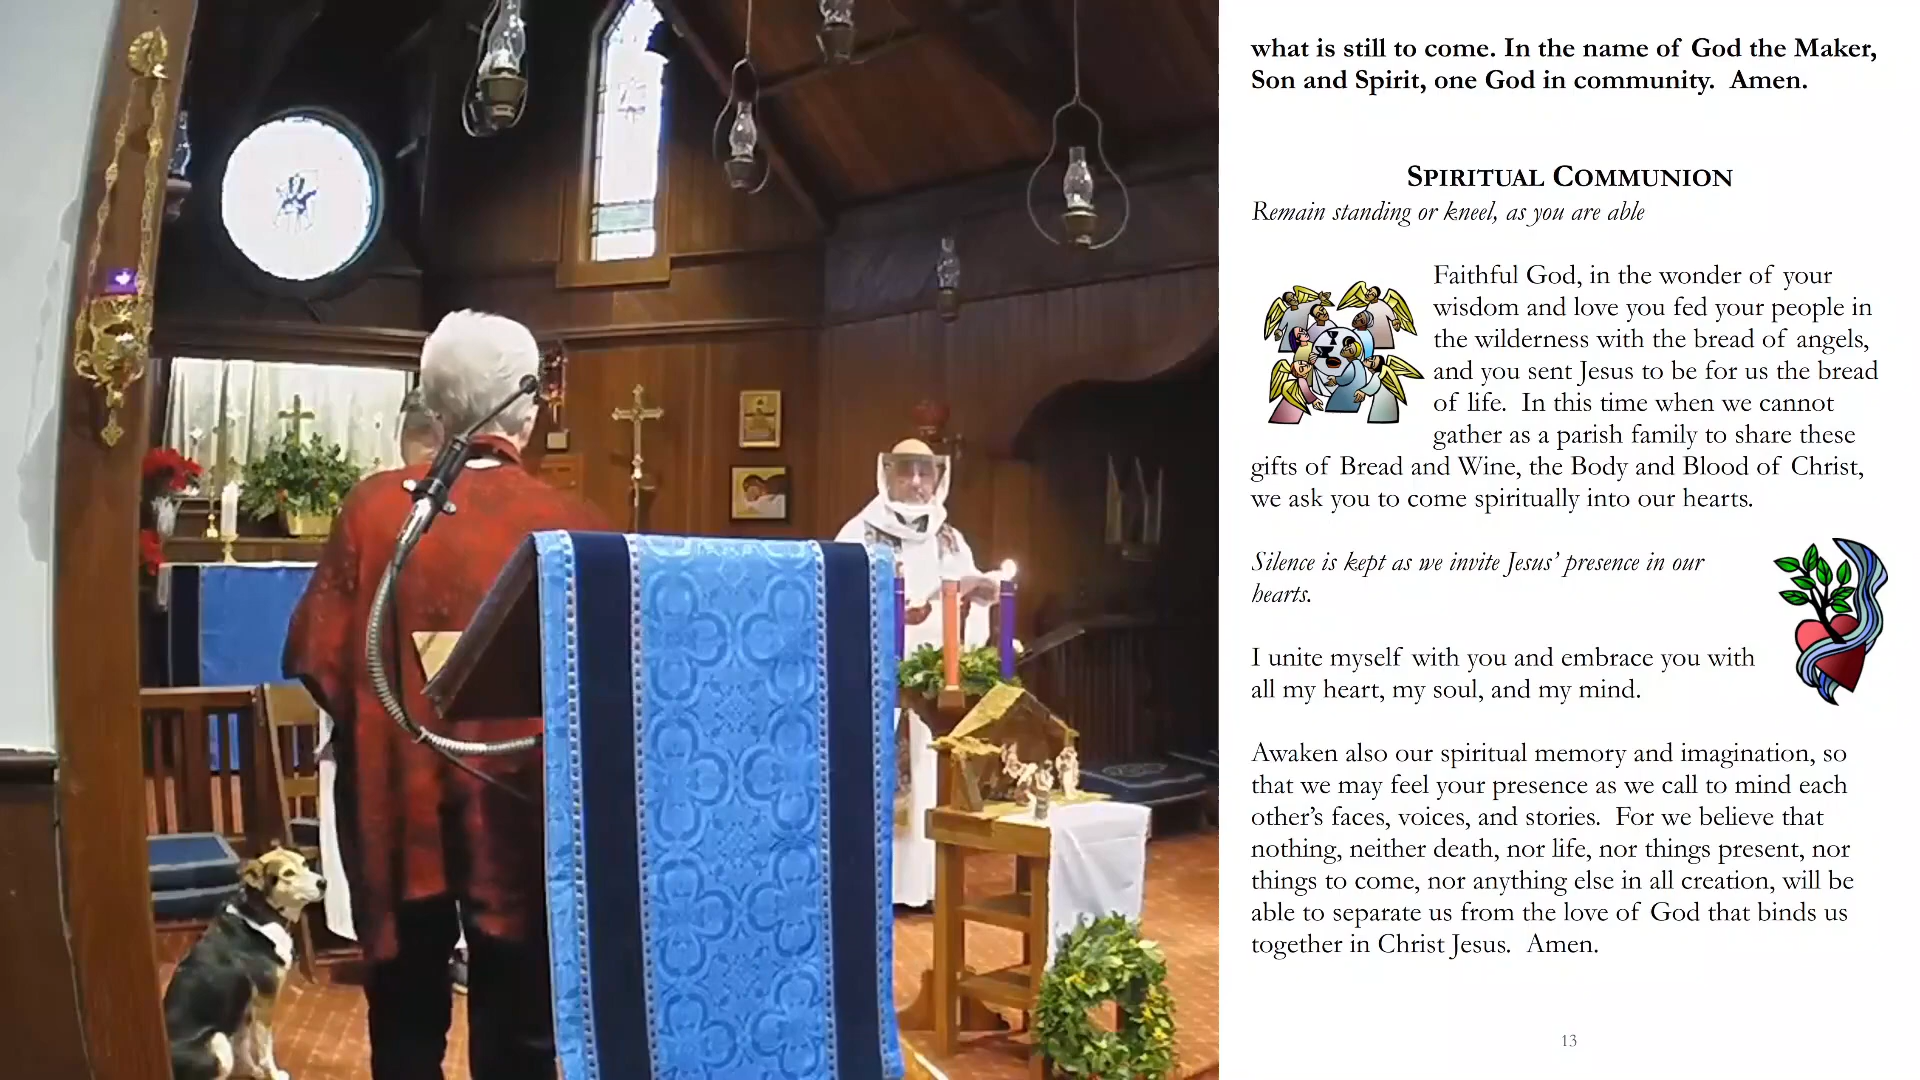 what is still to come. In the name of God the Maker,
Son and Spirit, one God in community. Amen.
SPIRITUAL COMMUNION
Remain standing or kneel, as you are able
Faithful God, in the wonder of your
wisdom and love you fed your people in
the wilderness with the bread of angels,
and you sent Jesus to be for us the bread
of life. In this time when we cannot
gather as a parish family to share these
gifts of Bread and Wine, the Body and Blood of Christ,
we ask you to come spiritually into our hearts.
Silence is kept as we invite Jesus’ presence in our
hearts.
I unite myself with you and embrace you with
all my heart, my soul, and my mind.
Awaken also our spiritual memory and imagination, so
that we may feel your presence as we call to mind each
other’s faces, voices, and stories. For we believe that
nothing, neither death, nor life, nor things present, nor
things to come, nor anything else in all creation, will be
able to separate us from the love of God that binds us
together in Christ Jesus. Amen.
13